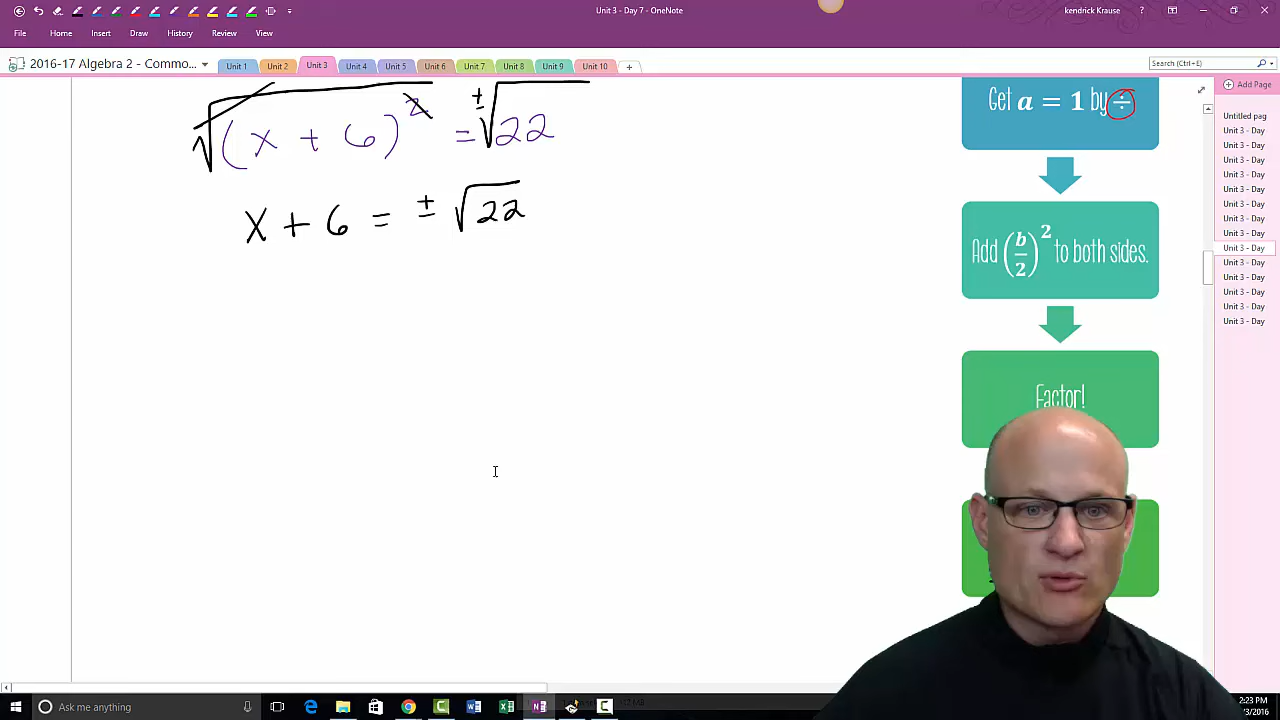 Unit 3 - Day 7 - OneNote
kendrick Krause
?
File Home Insert Draw History Review View
2016-17 Algebra 2 - Commo...
Unit 1 Unit 2 Unit 3 Unit 4 Unit 5 Unit 6 Unit 7 Unit 8 Unit 9 Unit 10 +
Search (Ctrl+E)
Add Page
Untitled pag
Unit 3 - Day
Unit 3 - Day
Unit 3 - Day
Unit 3 - Day
Unit 3 - Day
Unit 3 - Day
Unit 3 - Day
Unit 3 - Day
Unit 3 - Day
Unit 3 - Day
Unit 3 - Day
Unit 3 - Day
Unit 3 - Day
Unit 3 - Day
√(x + 6)² = ±√22
x + 6 = ± √22
Get a = 1 by ÷
Add (b/2)² to both sides.
Factor!
Ask me anything
2:23 PM